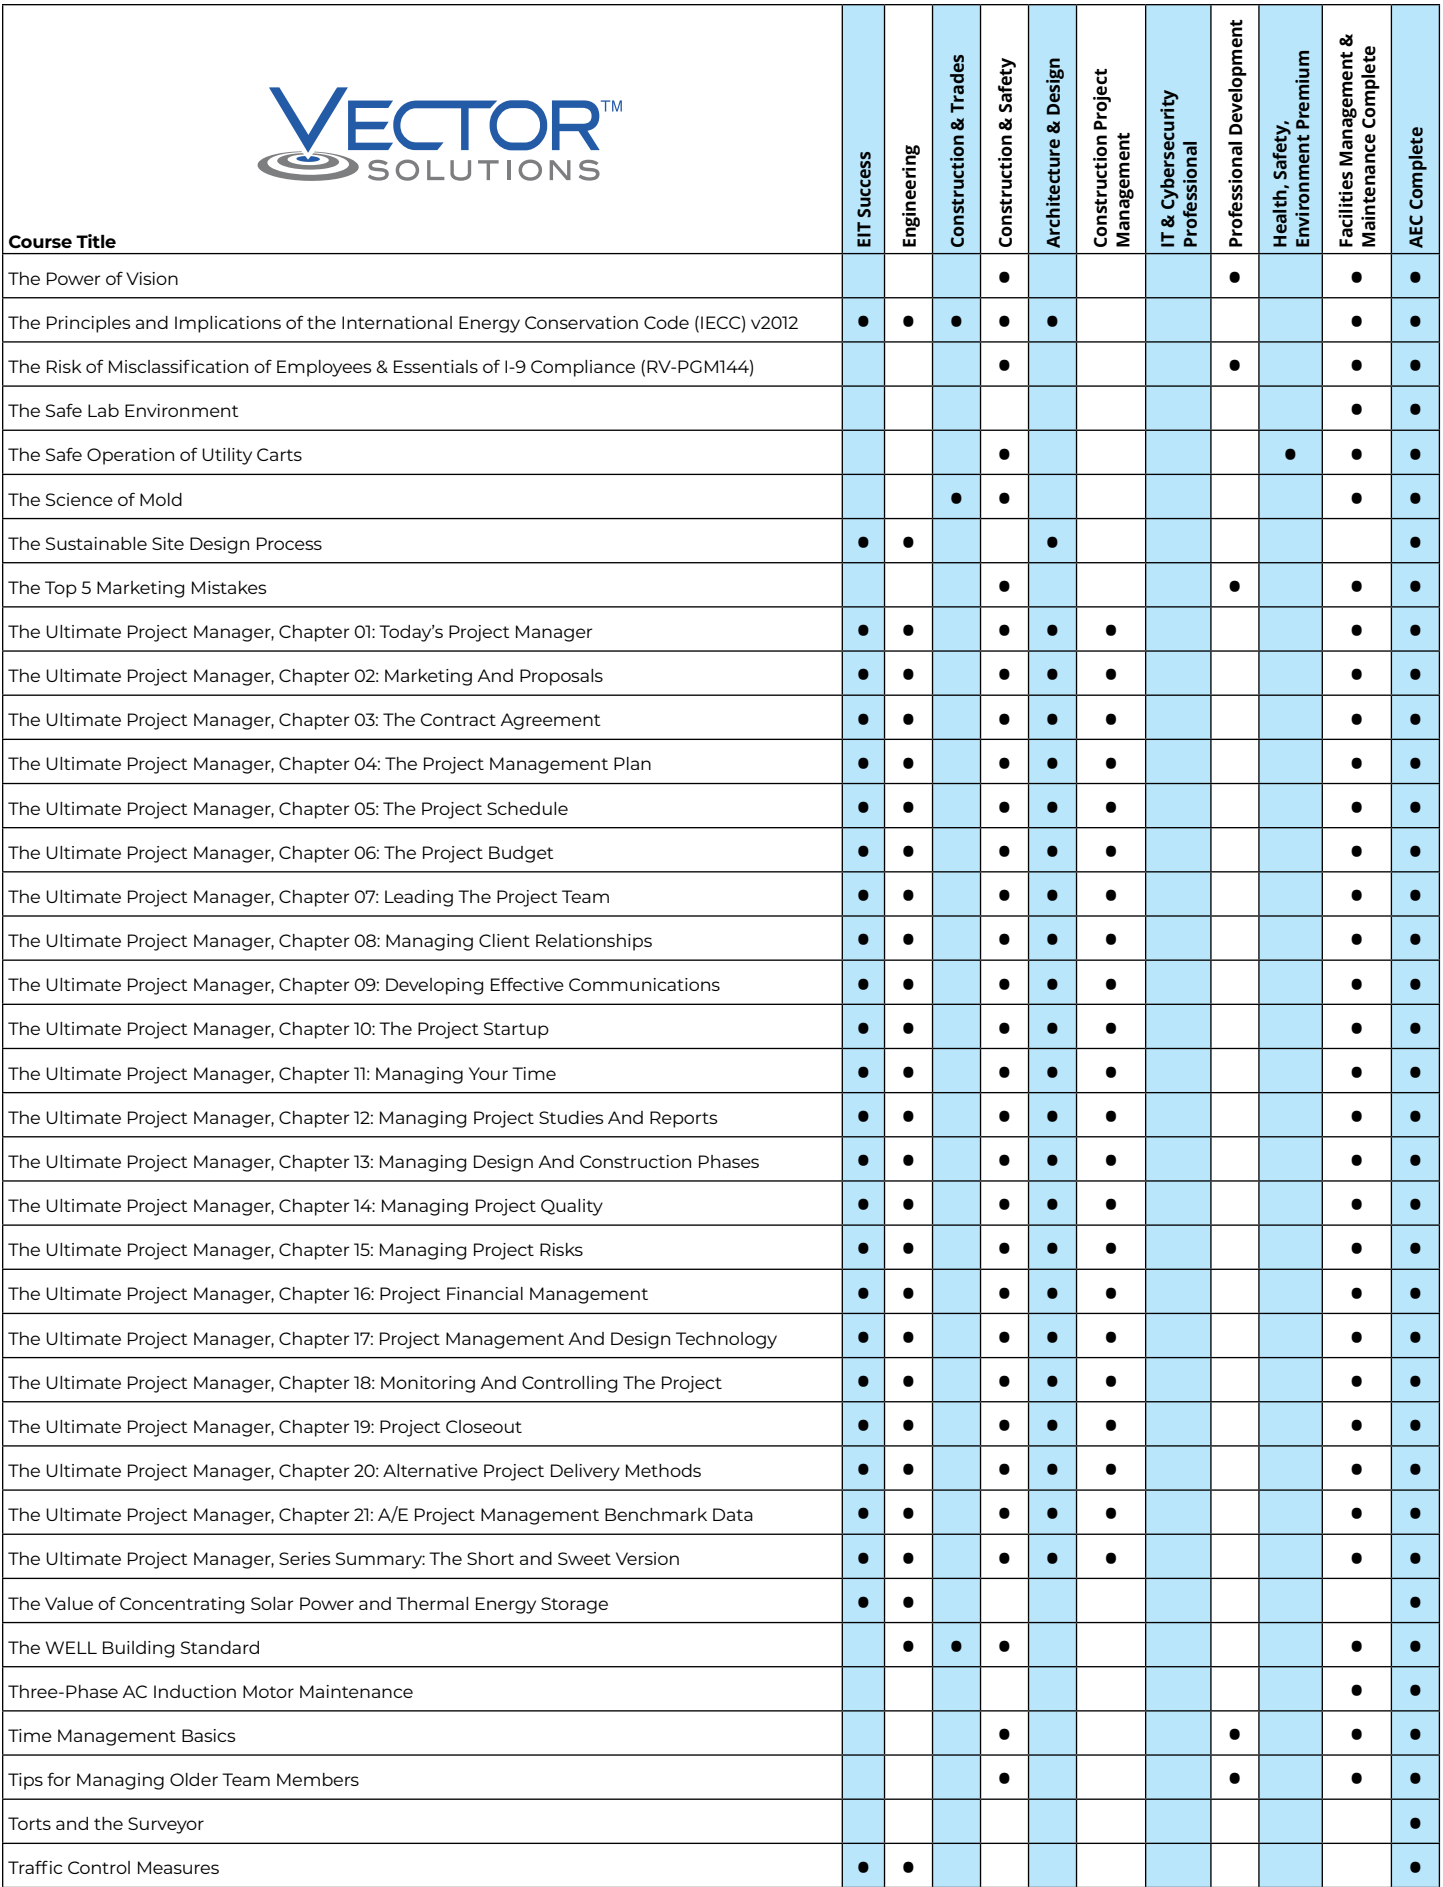 VECTOR™
SOLUTIONS
Course Title
EIT Success
Engineering
Construction & Trades
Construction & Safety
Architecture & Design
Construction Project
Management
IT & Cybersecurity
Professional
Professional Development
Health, Safety,
Environment Premium
Facilities Management &
Maintenance Complete
AEC Complete
The Power of Vision • • • •
The Principles and Implications of the International Energy Conservation Code (IECC) v2012 • • • • • • •
The Risk of Misclassification of Employees & Essentials of I-9 Compliance (RV-PGM144) • • • •
The Safe Lab Environment • •
The Safe Operation of Utility Carts • • • •
The Science of Mold • • • •
The Sustainable Site Design Process • • • •
The Top 5 Marketing Mistakes • • • •
The Ultimate Project Manager, Chapter 01: Today's Project Manager • • • • • • •
The Ultimate Project Manager, Chapter 02: Marketing And Proposals • • • • • • •
The Ultimate Project Manager, Chapter 03: The Contract Agreement • • • • • • •
The Ultimate Project Manager, Chapter 04: The Project Management Plan • • • • • • •
The Ultimate Project Manager, Chapter 05: The Project Schedule • • • • • • •
The Ultimate Project Manager, Chapter 06: The Project Budget • • • • • • •
The Ultimate Project Manager, Chapter 07: Leading The Project Team • • • • • • •
The Ultimate Project Manager, Chapter 08: Managing Client Relationships • • • • • • •
The Ultimate Project Manager, Chapter 09: Developing Effective Communications • • • • • • •
The Ultimate Project Manager, Chapter 10: The Project Startup • • • • • • •
The Ultimate Project Manager, Chapter 11: Managing Your Time • • • • • • •
The Ultimate Project Manager, Chapter 12: Managing Project Studies And Reports • • • • • • •
The Ultimate Project Manager, Chapter 13: Managing Design And Construction Phases • • • • • • •
The Ultimate Project Manager, Chapter 14: Managing Project Quality • • • • • • •
The Ultimate Project Manager, Chapter 15: Managing Project Risks • • • • • • •
The Ultimate Project Manager, Chapter 16: Project Financial Management • • • • • • •
The Ultimate Project Manager, Chapter 17: Project Management And Design Technology • • • • • • •
The Ultimate Project Manager, Chapter 18: Monitoring And Controlling The Project • • • • • • •
The Ultimate Project Manager, Chapter 19: Project Closeout • • • • • • •
The Ultimate Project Manager, Chapter 20: Alternative Project Delivery Methods • • • • • • •
The Ultimate Project Manager, Chapter 21: A/E Project Management Benchmark Data • • • • • • •
The Ultimate Project Manager, Series Summary: The Short and Sweet Version • • • • • • •
The Value of Concentrating Solar Power and Thermal Energy Storage • • •
The WELL Building Standard • • • • •
Three-Phase AC Induction Motor Maintenance • •
Time Management Basics • • • •
Tips for Managing Older Team Members • • • •
Torts and the Surveyor •
Traffic Control Measures • • •